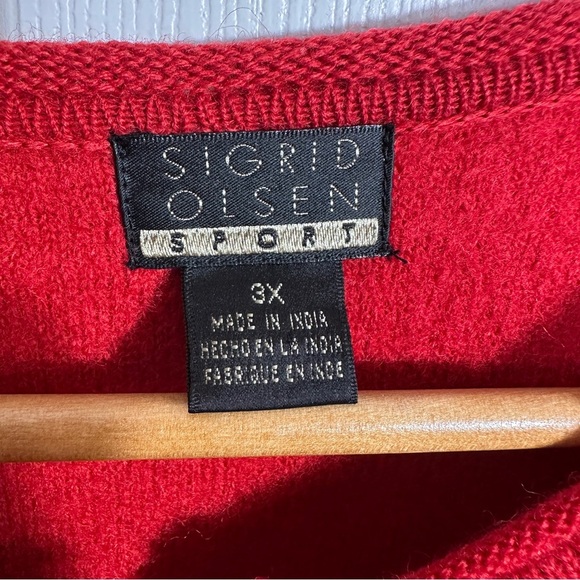 SIGRID
OLSEN
SPORT
3X
MADE IN INDIA
HECHO EN LA INDIA
FABRIQUE EN INDE